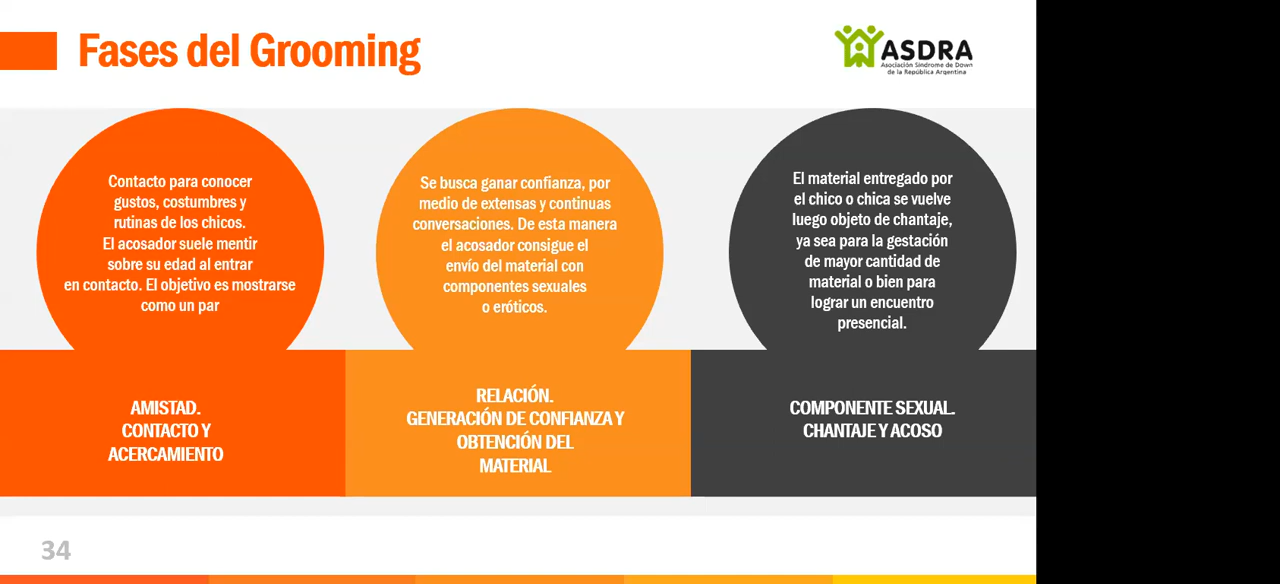 Fases del Grooming
ASDRA
Asociación Síndrome de Down
de la República Argentina
Contacto para conocer
gustos, costumbres y
rutinas de los chicos.
El acosador suele mentir
sobre su edad al entrar
en contacto. El objetivo es mostrarse
como un par
AMISTAD.
CONTACTO Y
ACERCAMIENTO
Se busca ganar confianza, por
medio de extensas y continuas
conversaciones. De esta manera
el acosador consigue el
envío del material con
componentes sexuales
o eróticos.
RELACIÓN.
GENERACIÓN DE CONFIANZA Y
OBTENCIÓN DEL
MATERIAL
El material entregado por
el chico o chica se vuelve
luego objeto de chantaje,
ya sea para la gestación
de mayor cantidad de
material o bien para
lograr un encuentro
presencial.
COMPONENTE SEXUAL.
CHANTAJE Y ACOSO
34